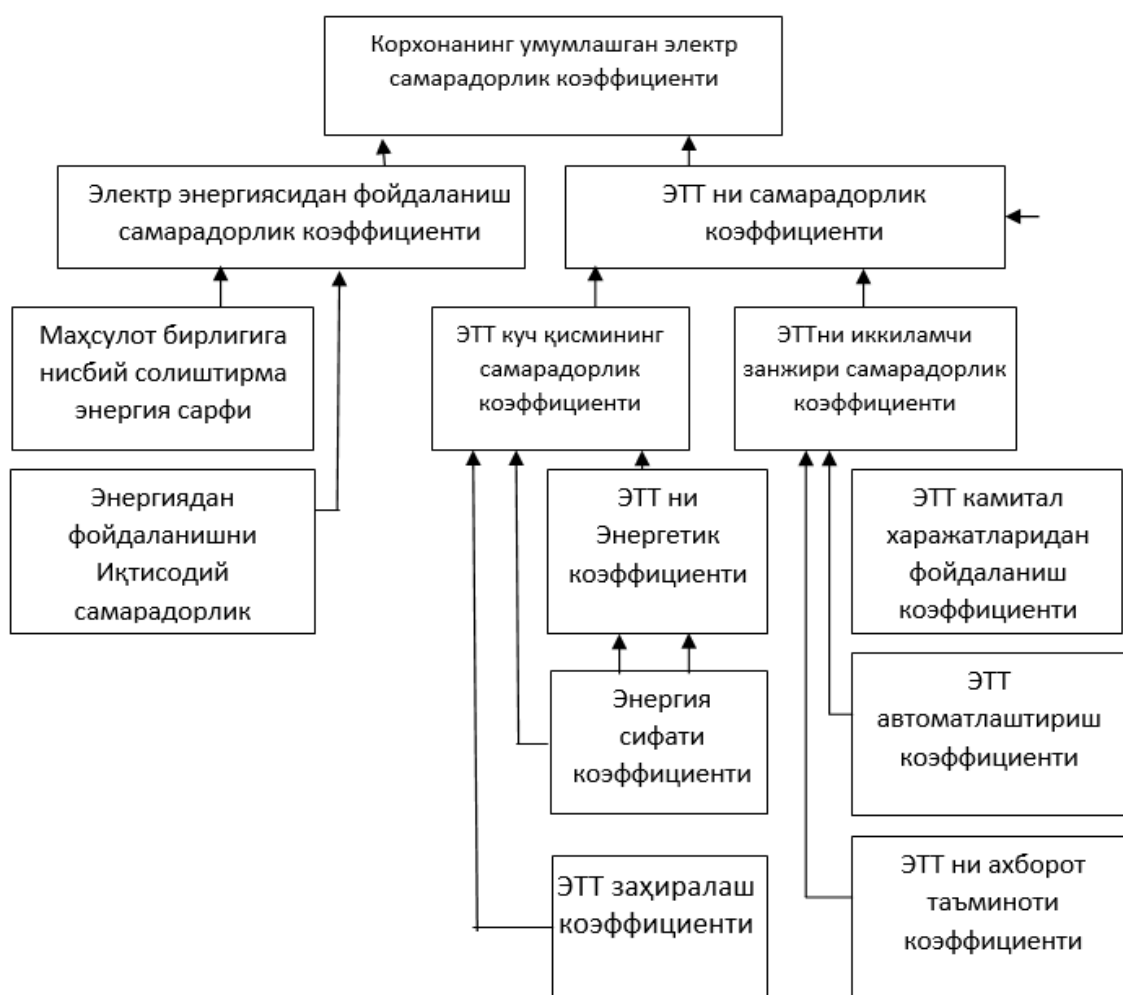 Корхонанинг умумлашган электр
самарадорлик коэффициенти
Электр энергиясидан фойдаланиш
самарадорлик коэффициенти
ЭТТ ни самарадорлик
коэффициенти
Маҳсулот бирлигига
нисбий солиштирма
энергия сарфи
ЭТТ куч қисмининг
самарадорлик
коэффициенти
ЭТТни иккиламчи
занжири самарадорлик
коэффициенти
Энергиядан
фойдаланишни
Иқтисодий
самарадорлик
ЭТТ ни
Энергетик
коэффициенти
ЭТТ камитал
харажатларидан
фойдаланиш
коэффициенти
Энергия
сифати
коэффициенти
ЭТТ
автоматлаштириш
коэффициенти
ЭТТ заҳиралаш
коэффициенти
ЭТТ ни ахборот
таъминоти
коэффициенти